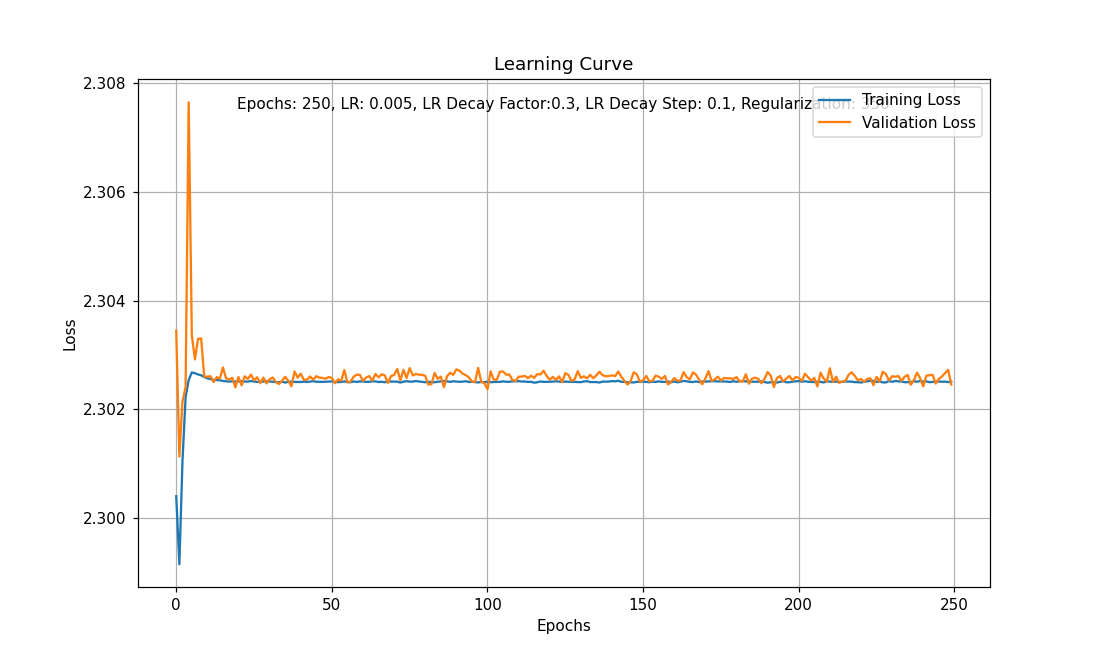 Learning Curve
2.308
2.306
2.304
2.302
2.300
Loss
Epochs: 250, LR: 0.005, LR Decay Factor:0.3, LR Decay Step: 0.1, Regularization:
Training Loss
Validation Loss
0 50 100 150 200 250
Epochs